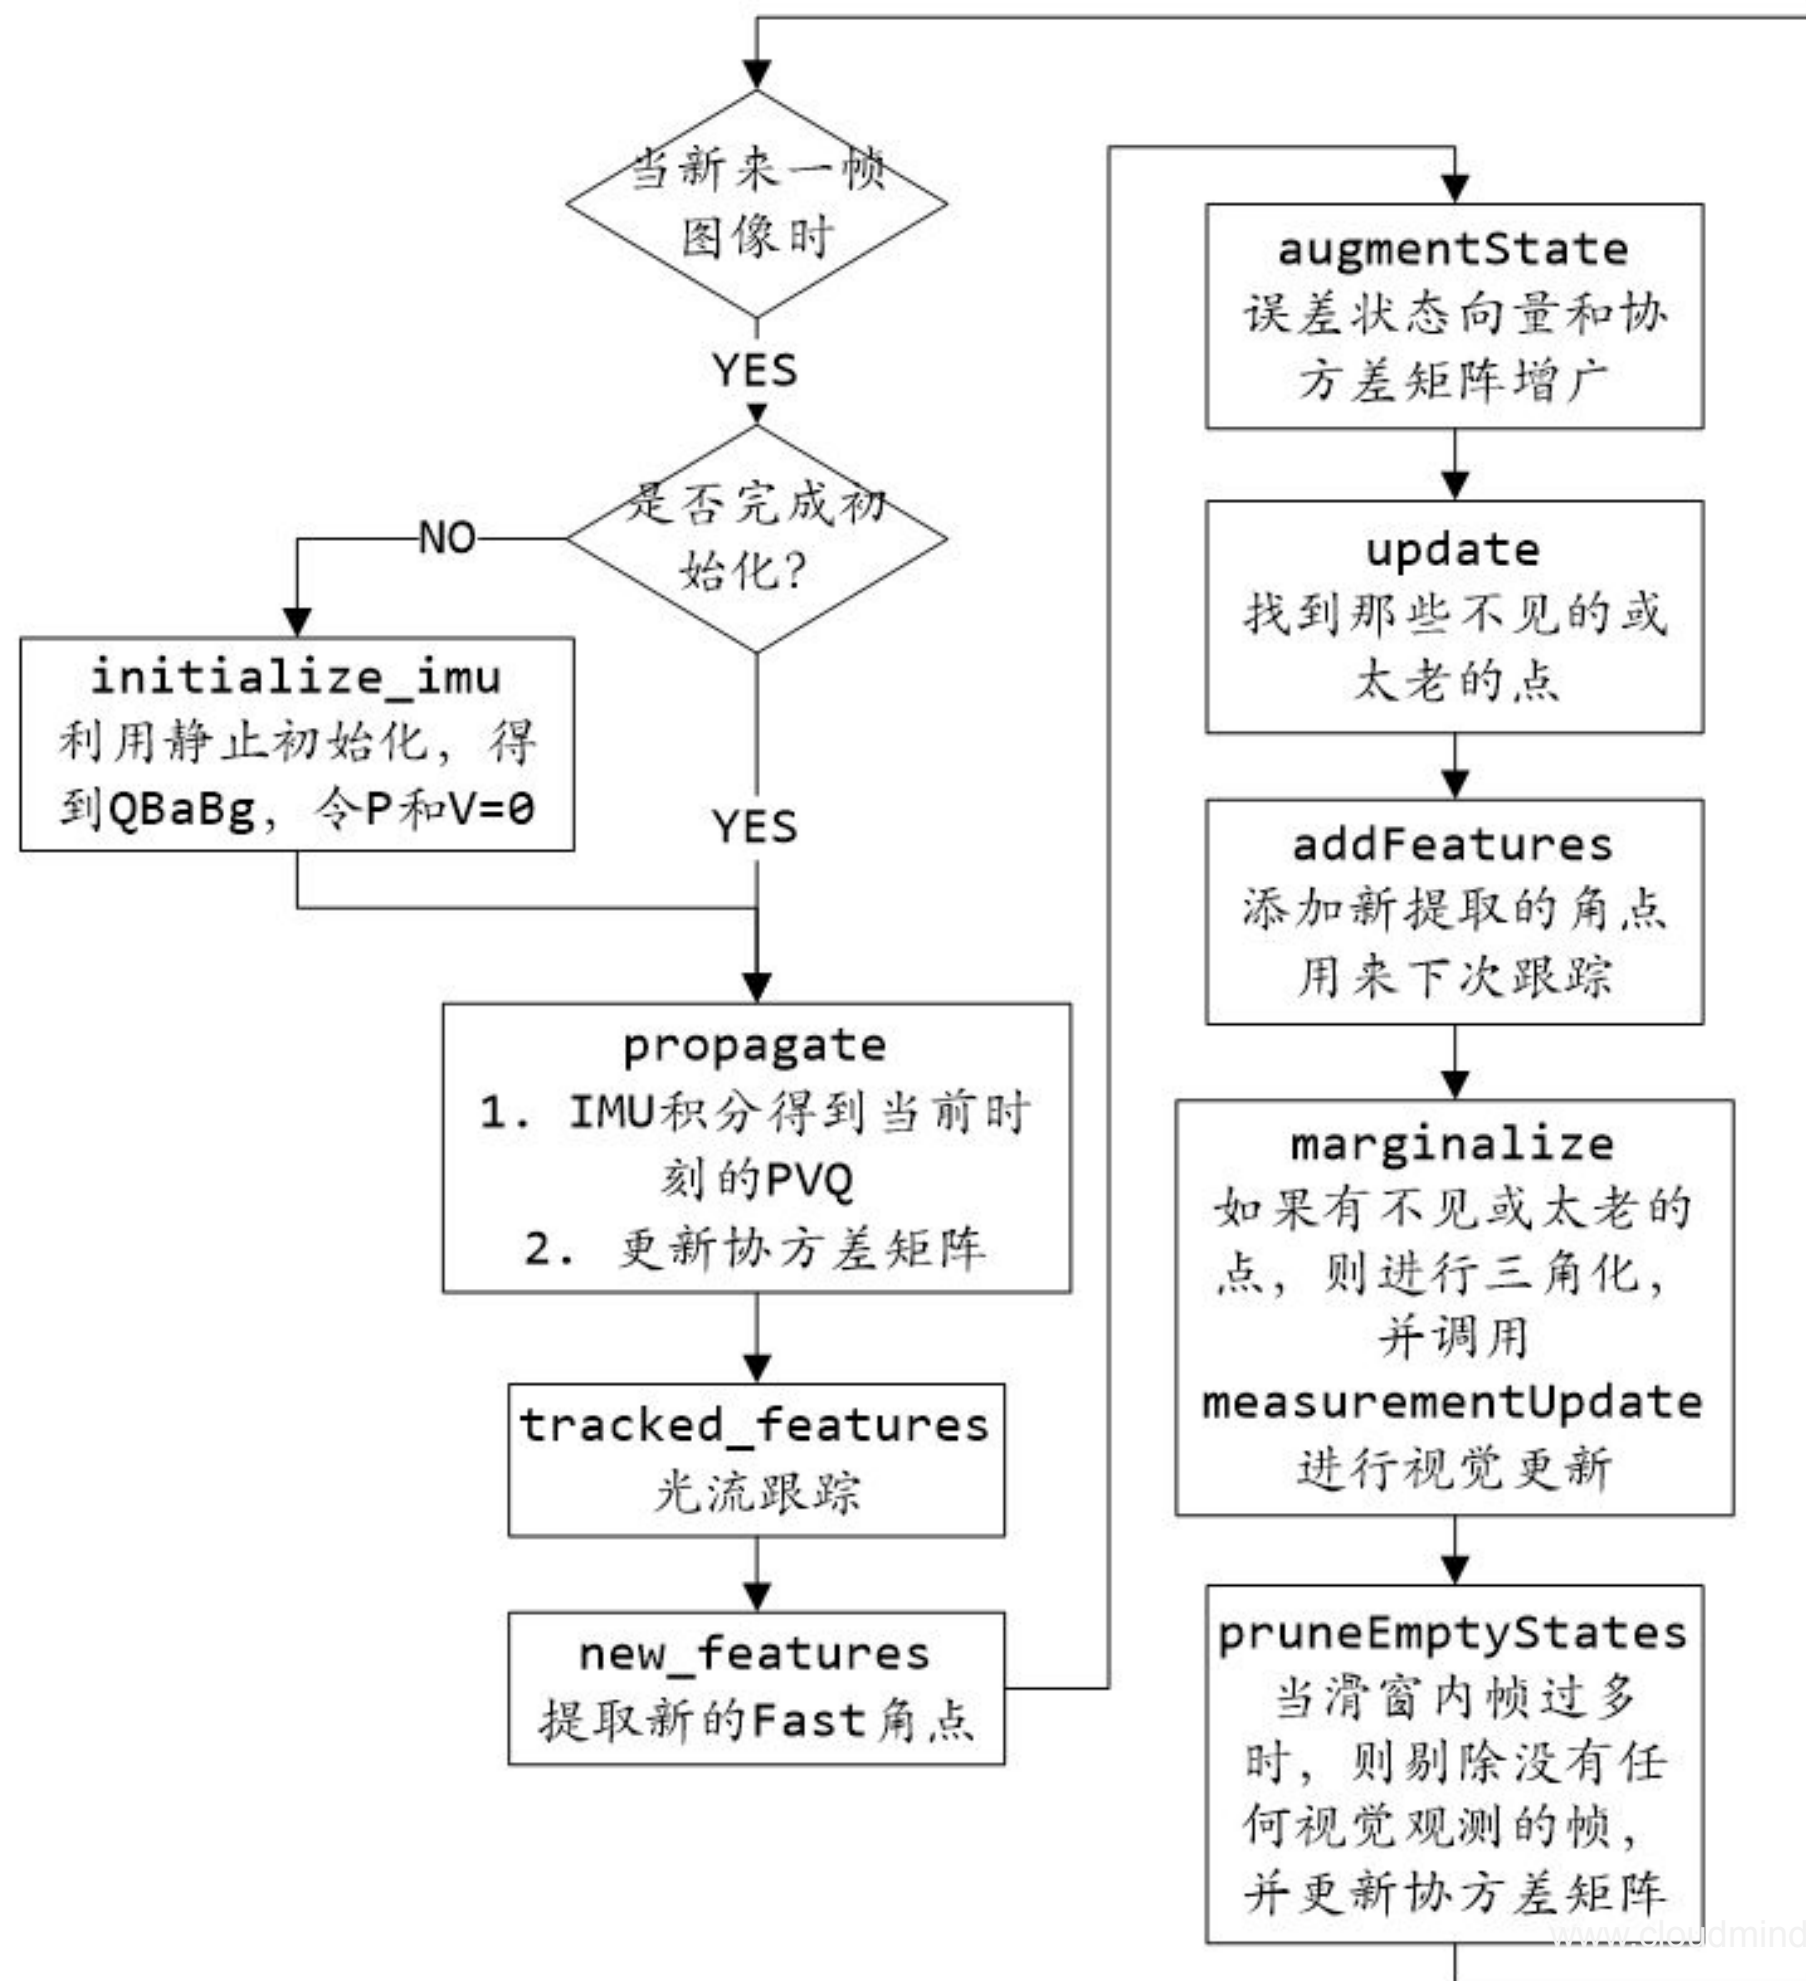 当新来一帧
图像时
YES
是否完成初
始化?
NO
initialize_imu
利用静止初始化，得
到QBaBg，令P和V=0
YES
propagate
1. IMU积分得到当前时
刻的PVQ
2. 更新协方差矩阵
tracked_features
光流跟踪
new_features
提取新的Fast角点
augmentState
误差状态向量和协
方差矩阵增广
update
找到那些不见的或
太老的点
addFeatures
添加新提取的角点
用来下次跟踪
marginalize
如果有不见或太老的
点，则进行三角化，
并调用
measurementUpdate
进行视觉更新
pruneEmptyStates
当滑窗内帧过多
时，则剔除没有任
何视觉观测的帧，
并更新协方差矩阵
www.cloudmind